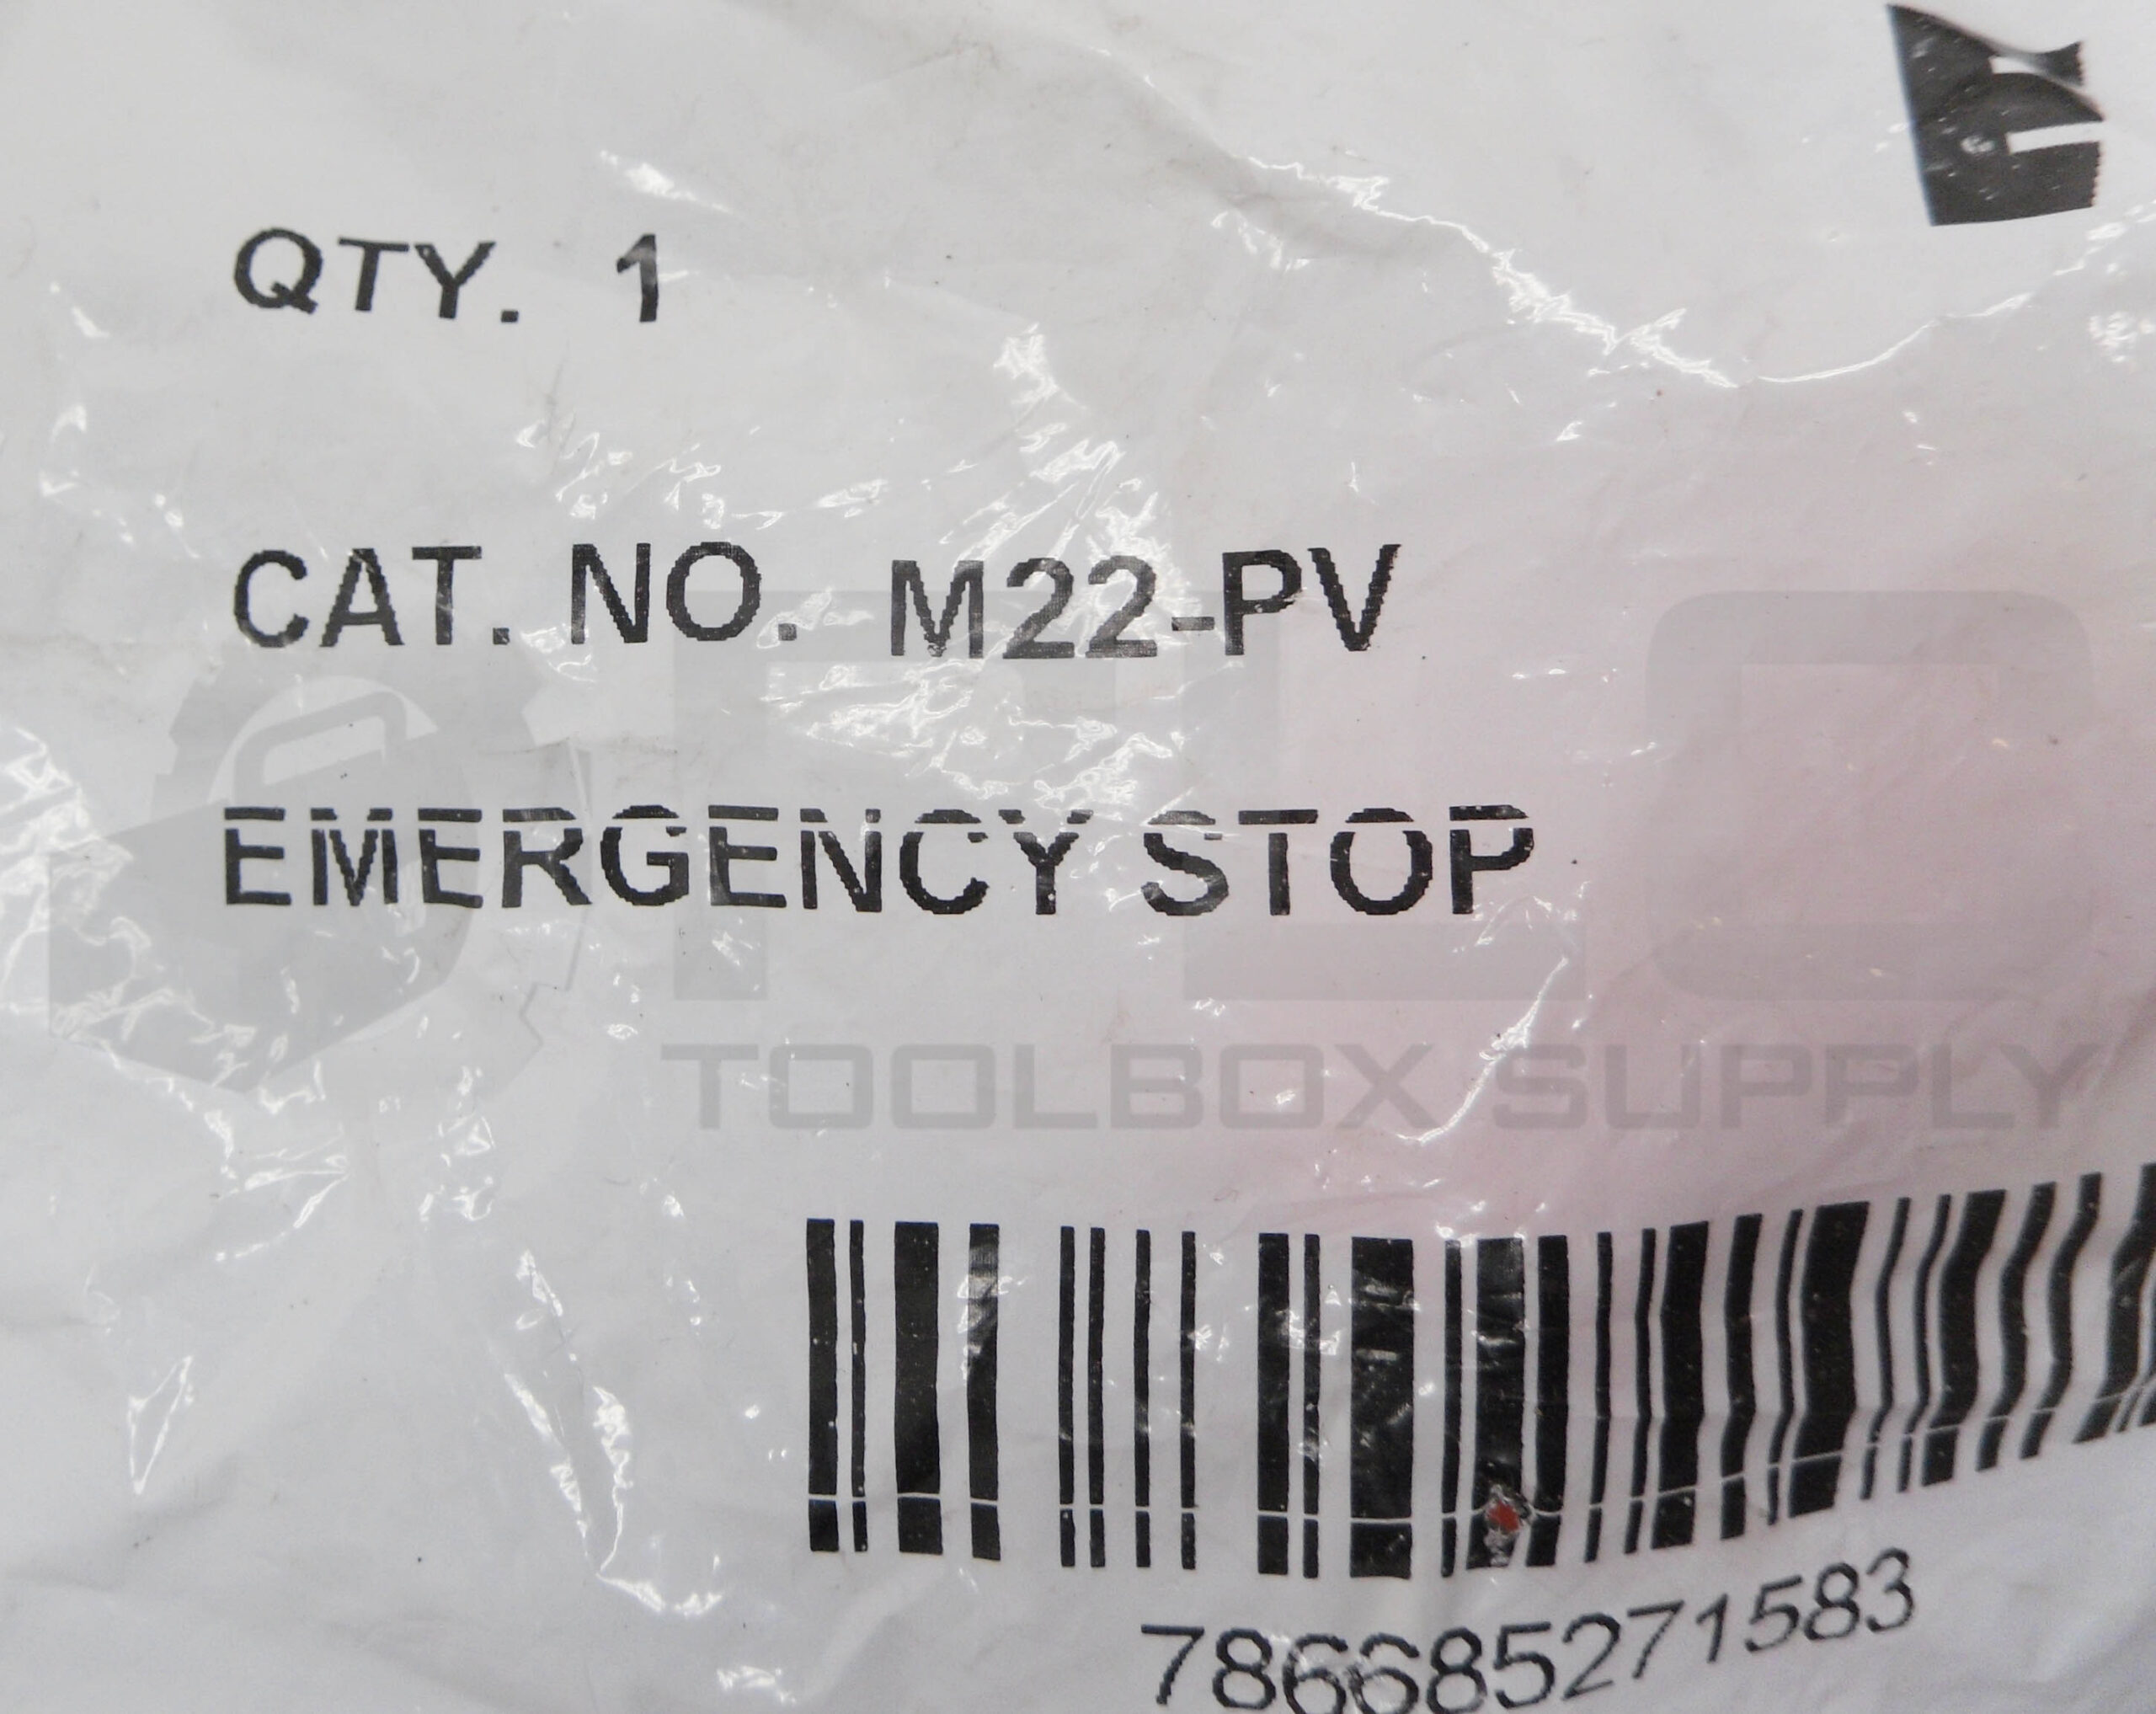 QTY. 1
CAT. NO. M22-PV
EMERGENCY STOP
TOOLBOX SUPPLY
786685271583